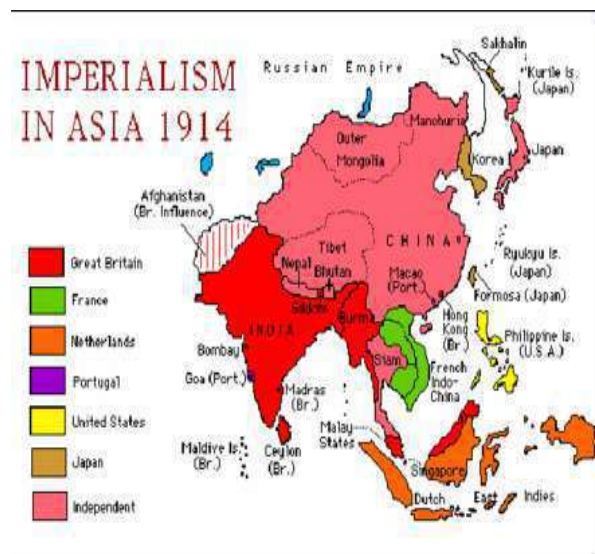 IMPERIALISM
IN ASIA 1914
Russian Empire
Sakhalin
Kurile Is.
(Japan)
Manchuria
Outer
Mongolia
Korea
Japan
Afghanistan
(Br. Influence)
Tibet
CHINA
Nepal
Bhutan
Macao
(Port.)
Ryukyu Is.
(Japan)
Formosa (Japan)
Sikkim
Burma
Hong
Kong
(Br.)
INDIA
Philippine Is.
(U.S.A.)
Bombay
Siam
French
Indo-
China
Goa (Port.)
Madras
(Br.)
Malay
States
Maldive Is.
(Br.)
Ceylon
(Br.)
Singapore
Dutch East Indies
Great Britain
France
Netherlands
Portugal
United States
Japan
Independent